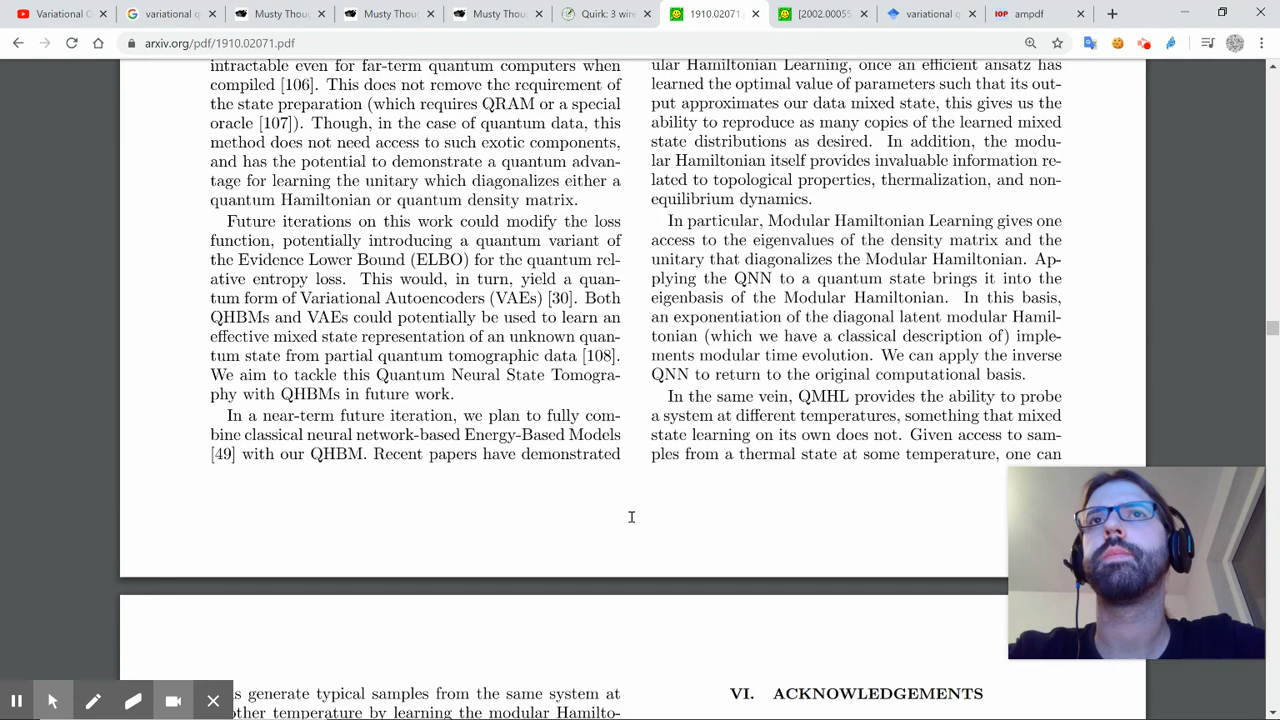 Variational C
variational q
Musty Thou
Musty Thou
Musty Thou
Quirk: 3 wire
1910.02071.p
[2002.00055
variational q
ampdf
arxiv.org/pdf/1910.02071.pdf
intractable even for far-term quantum computers when
compiled [106]. This does not remove the requirement of
the state preparation (which requires QRAM or a special
oracle [107]). Though, in the case of quantum data, this
method does not need access to such exotic components,
and has the potential to demonstrate a quantum advan-
tage for learning the unitary which diagonalizes either a
quantum Hamiltonian or quantum density matrix.
Future iterations on this work could modify the loss
function, potentially introducing a quantum variant of
the Evidence Lower Bound (ELBO) for the quantum rel-
ative entropy loss. This would, in turn, yield a quan-
tum form of Variational Autoencoders (VAEs) [30]. Both
QHBMs and VAEs could potentially be used to learn an
effective mixed state representation of an unknown quan-
tum state from partial quantum tomographic data [108].
We aim to tackle this Quantum Neural State Tomogra-
phy with QHBMs in future work.
In a near-term future iteration, we plan to fully com-
bine classical neural network-based Energy-Based Models
[49] with our QHBM. Recent papers have demonstrated
ular Hamiltonian Learning, once an efficient ansatz has
learned the optimal value of parameters such that its out-
put approximates our data mixed state, this gives us the
ability to reproduce as many copies of the learned mixed
state distributions as desired. In addition, the modu-
lar Hamiltonian itself provides invaluable information re-
lated to topological properties, thermalization, and non-
equilibrium dynamics.
In particular, Modular Hamiltonian Learning gives one
access to the eigenvalues of the density matrix and the
unitary that diagonalizes the Modular Hamiltonian. Ap-
plying the QNN to a quantum state brings it into the
eigenbasis of the Modular Hamiltonian. In this basis,
an exponentiation of the diagonal latent modular Hamil-
tonian (which we have a classical description of) imple-
ments modular time evolution. We can apply the inverse
QNN to return to the original computational basis.
In the same vein, QMHL provides the ability to probe
a system at different temperatures, something that mixed
state learning on its own does not. Given access to sam-
ples from a thermal state at some temperature, one can
s generate typical samples from the same system at
other temperature by learning the modular Hamilto-
VI. ACKNOWLEDGEMENTS